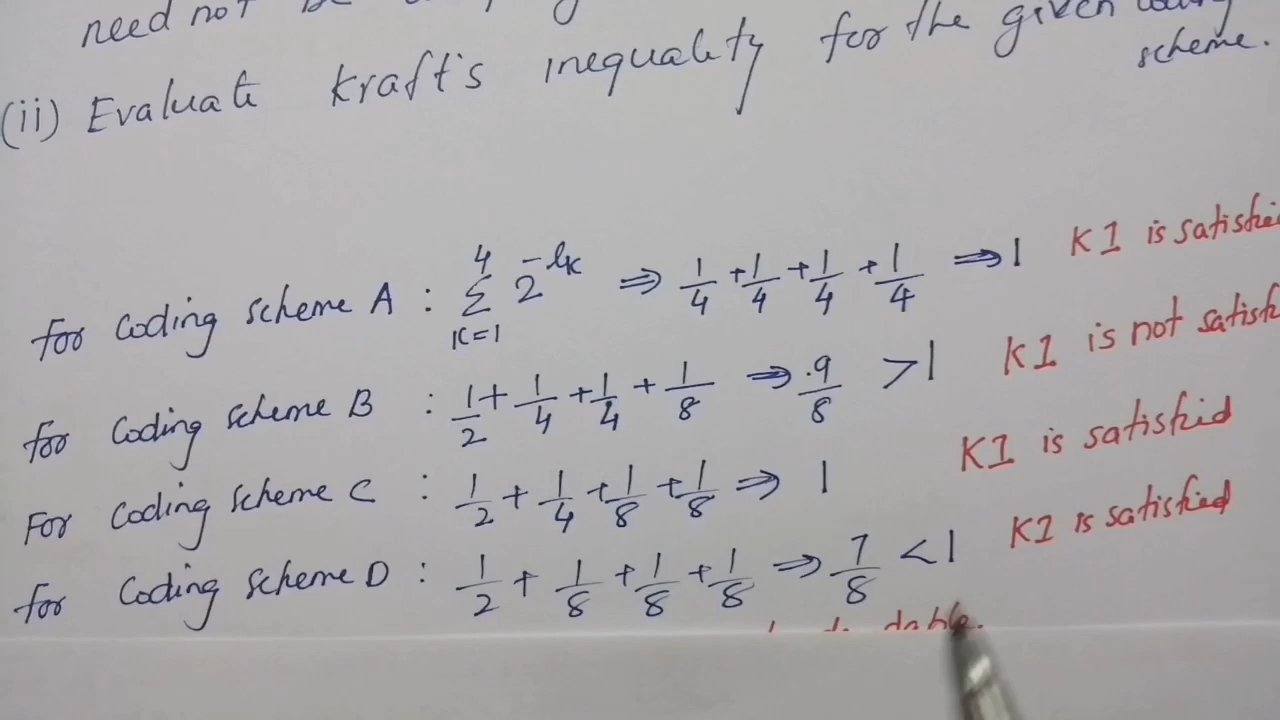 need not be
(ii) Evaluate kraft's inequality for the given coding
scheme.
for coding scheme A : 4 Σ K=1 2^-lk ⇒ 1/4 + 1/4 + 1/4 + 1/4 ⇒ 1 KI is satisfied
for coding scheme B : 1/2 + 1/4 + 1/4 + 1/8 ⇒ 9/8 > 1 KI is not satisf
For coding scheme C : 1/2 + 1/4 + 1/8 + 1/8 ⇒ 1 KI is satisfid
for coding scheme D : 1/2 + 1/8 + 1/8 + 1/8 ⇒ 7/8 < 1 KI is satisfied